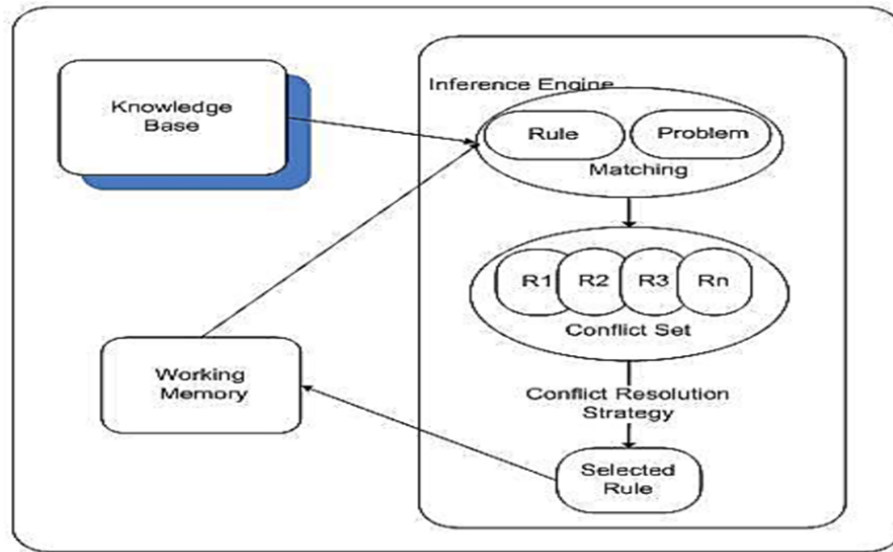 Knowledge
Base
Inference Engine
Rule
Problem
Matching
R1
R2
R3
Rn
Conflict Set
Working
Memory
Conflict Resolution
Strategy
Selected
Rule